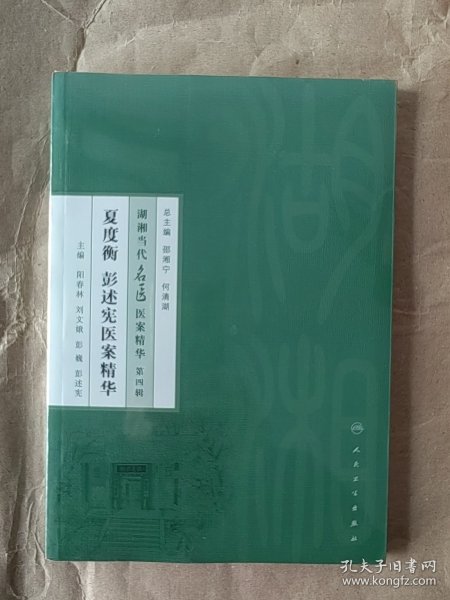 总主编 邵湘宁 何清湖
湖湘当代名医医案精华 第四辑
夏度衡 彭述宪医案精华
主编 阳春林 刘文娥 彭巍 彭述宪
人民卫生出版社
孔夫子旧书网
www.kongfz.com